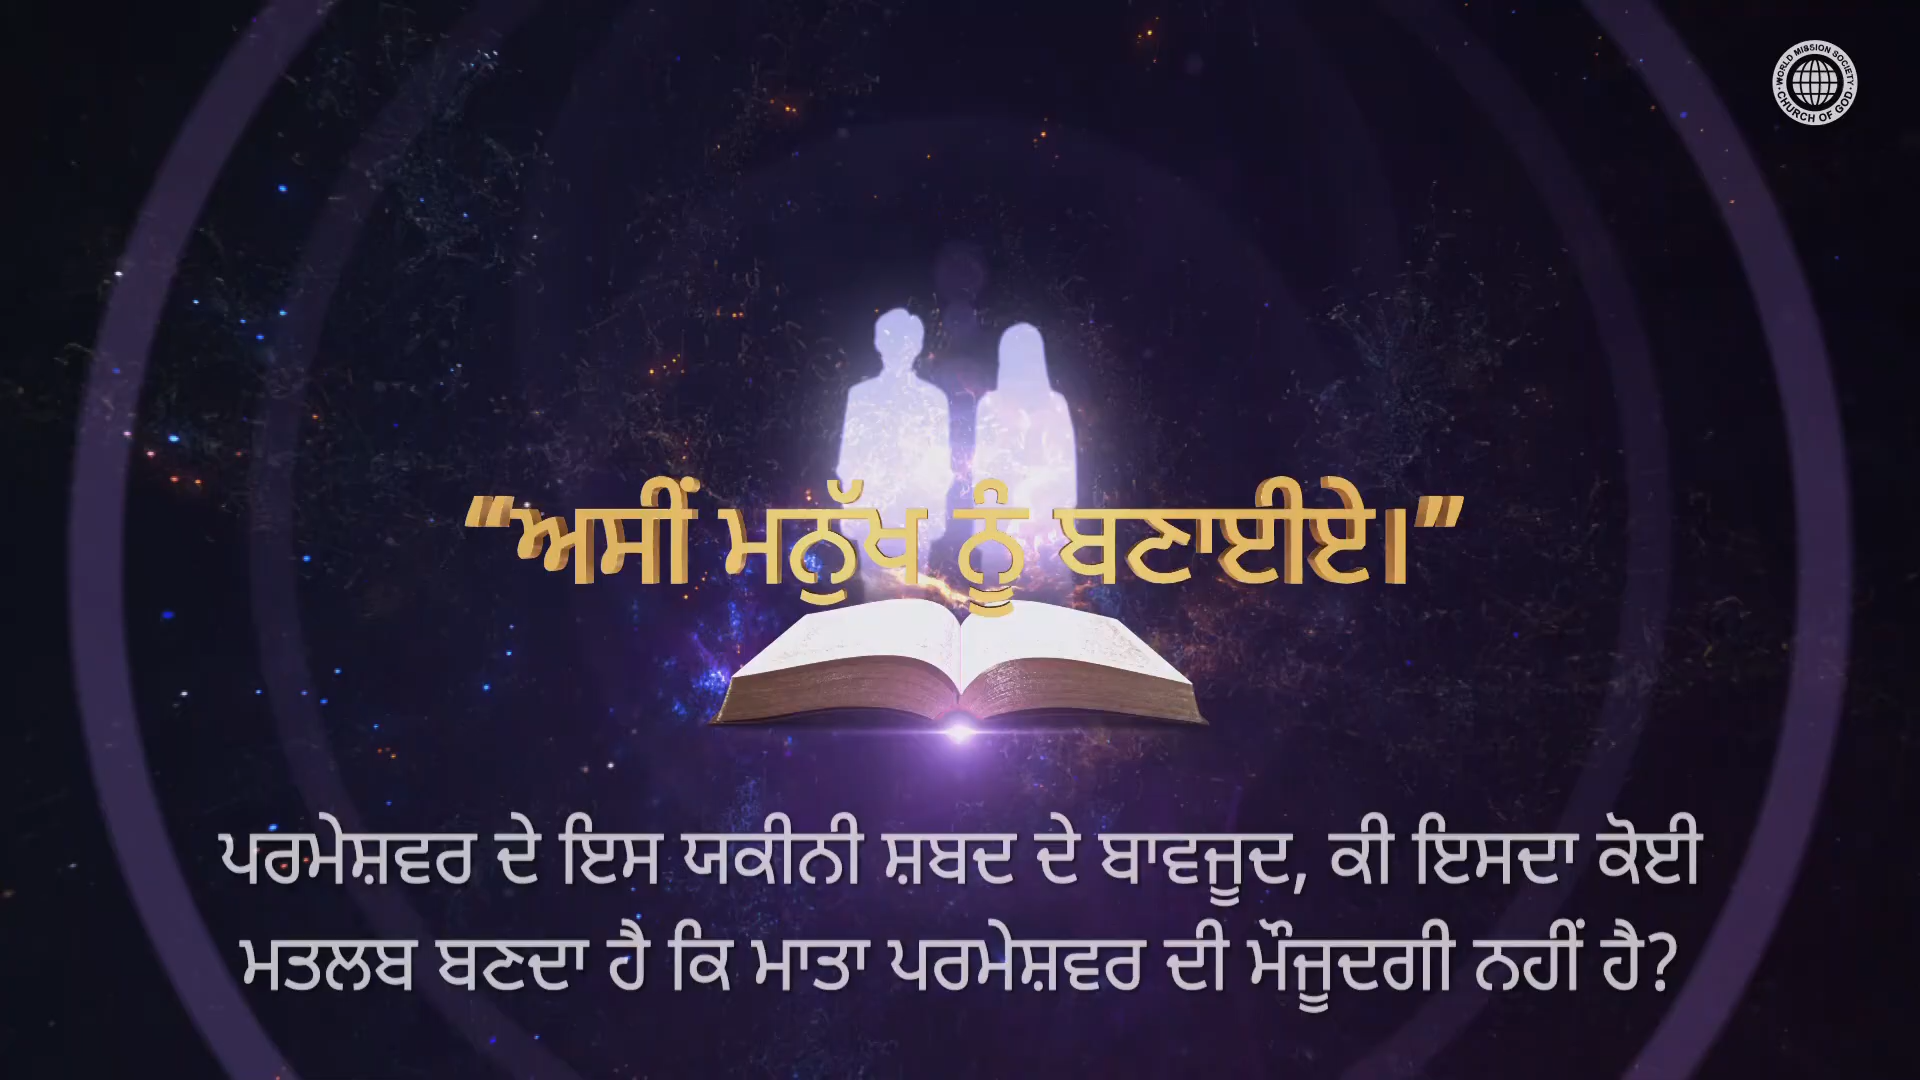 WORLD MISSION SOCIETY
CHURCH OF GOD
“ਅਸੀਂ ਮਨੁੱਖ ਨੂੰ ਬਣਾਈਏ।”
ਪਰਮੇਸ਼ਵਰ ਦੇ ਇਸ ਯਕੀਨੀ ਸ਼ਬਦ ਦੇ ਬਾਵਜੂਦ, ਕੀ ਇਸਦਾ ਕੋਈ
ਮਤਲਬ ਬਣਦਾ ਹੈ ਕਿ ਮਾਤਾ ਪਰਮੇਸ਼ਵਰ ਦੀ ਮੌਜੂਦਗੀ ਨਹੀਂ ਹੈ?